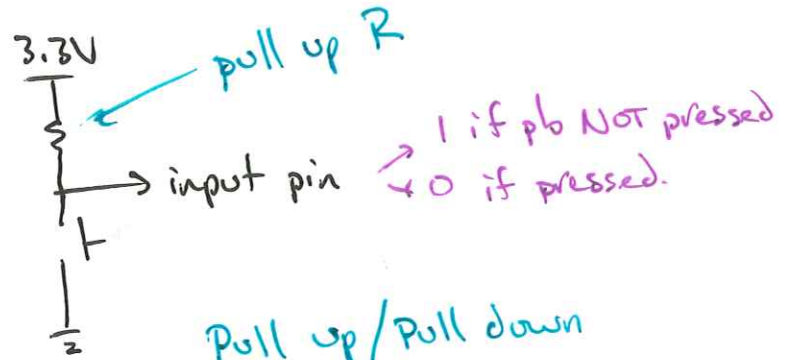 3.3V
pull up R
1 if pb NOT pressed
input pin
0 if pressed.
Pull up/Pull down